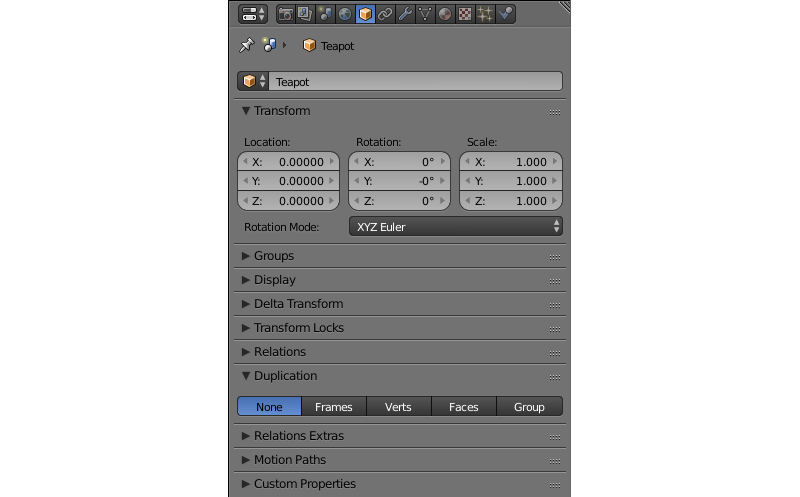 Teapot
Teapot
Transform
Location: Rotation: Scale:
X: 0.00000 X: 0° X: 1.000
Y: 0.00000 Y: -0° Y: 1.000
Z: 0.00000 Z: 0° Z: 1.000
Rotation Mode: XYZ Euler
Groups
Display
Delta Transform
Transform Locks
Relations
Duplication
None Frames Verts Faces Group
Relations Extras
Motion Paths
Custom Properties